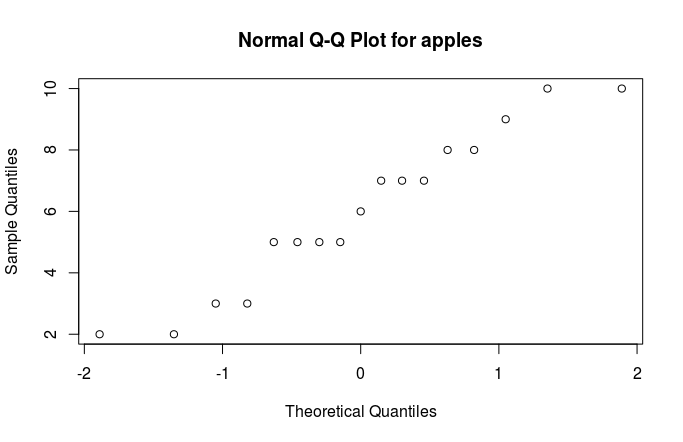 Normal Q-Q Plot for apples
Sample Quantiles
10
8
6
4
2
-2 -1 0 1 2
Theoretical Quantiles